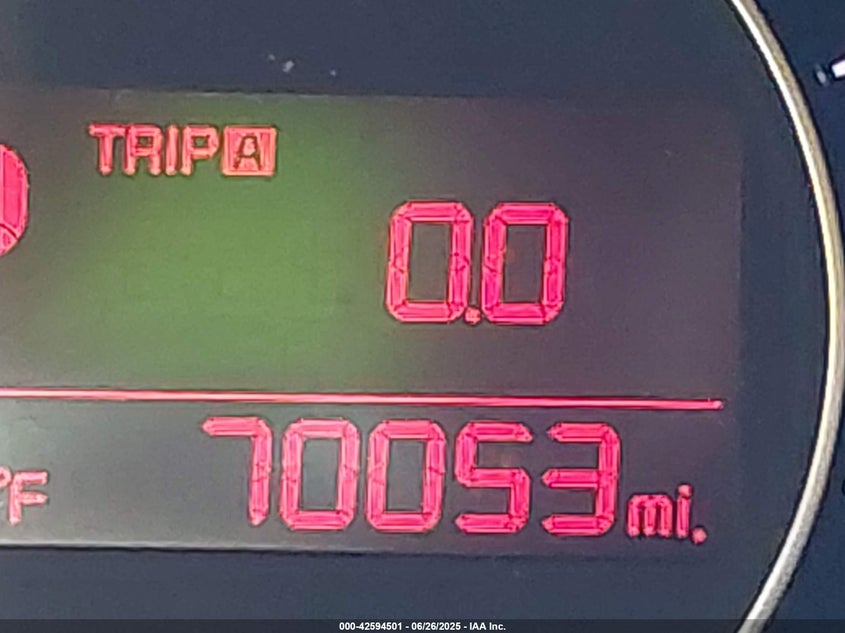 TRIP A
0.0
70053 mi.
°F
000-42594501 - 06/26/2025 - IAA Inc.